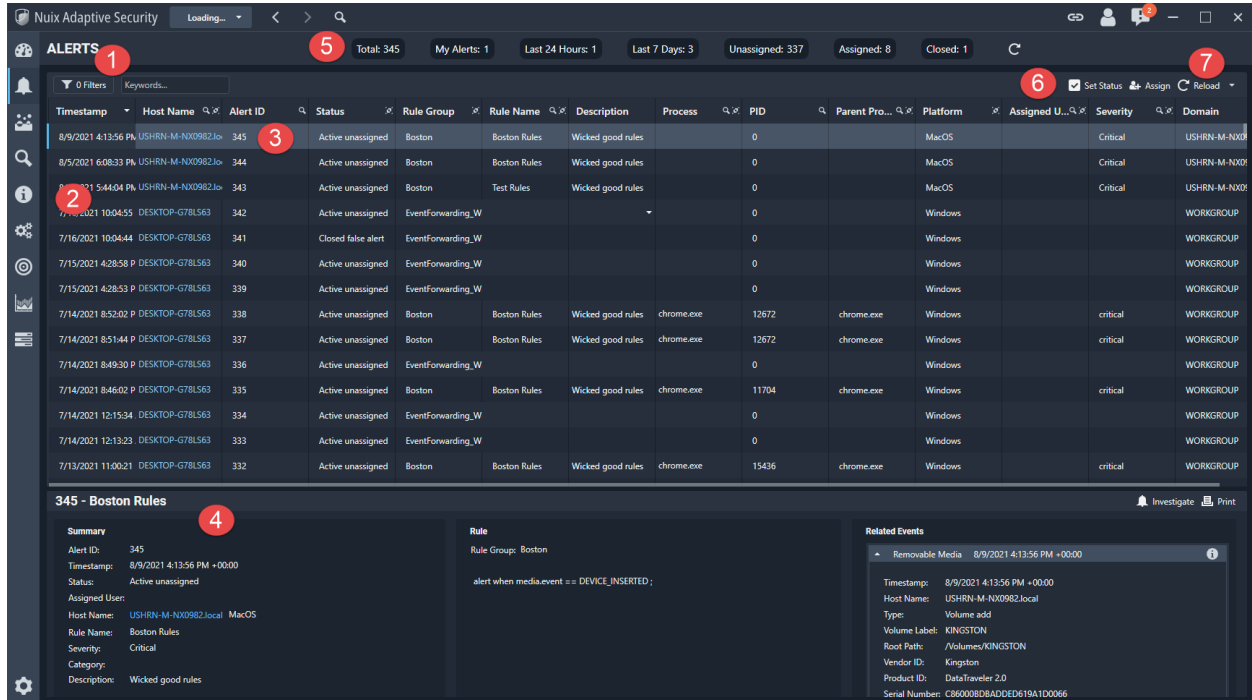 Nuix Adaptive Security Loading... 2
ALERTS 5 Total: 345 My Alerts: 1 Last 24 Hours: 1 Last 7 Days: 3 Unassigned: 337 Assigned: 8 Closed: 1
1 6 7
0 Filters Keywords... Set Status Assign Reload
Timestamp Host Name Alert ID Status Rule Group Rule Name Description Process PID Parent Pro... Platform Assigned U... Severity Domain
8/9/2021 4:13:56 PM USHRN-M-NX0982.lo 345 3 Active unassigned Boston Boston Rules Wicked good rules 0 MacOS Critical USHRN-M-NX09
8/5/2021 6:08:33 PM USHRN-M-NX0982.lo 344 Active unassigned Boston Boston Rules Wicked good rules 0 MacOS Critical USHRN-M-NX09
5:44:04 PM USHRN-M-NX0982.lo 343 Active unassigned Boston Test Rules Wicked good rules 0 MacOS Critical USHRN-M-NX09
2
10:04:55 DESKTOP-G78LS63 342 Active unassigned EventForwarding_W 0 Windows WORKGROUP
7/16/2021 10:04:44 DESKTOP-G78LS63 341 Closed false alert EventForwarding_W 0 Windows WORKGROUP
7/15/2021 4:28:58 P DESKTOP-G78LS63 340 Active unassigned EventForwarding_W 0 Windows WORKGROUP
7/15/2021 4:28:53 P DESKTOP-G78LS63 339 Active unassigned EventForwarding_W 0 Windows WORKGROUP
7/14/2021 8:52:02 P DESKTOP-G78LS63 338 Active unassigned Boston Boston Rules Wicked good rules chrome.exe 12672 chrome.exe Windows critical WORKGROUP
7/14/2021 8:51:44 P DESKTOP-G78LS63 337 Active unassigned Boston Boston Rules Wicked good rules chrome.exe 12672 chrome.exe Windows critical WORKGROUP
7/14/2021 8:49:30 P DESKTOP-G78LS63 336 Active unassigned EventForwarding_W 0 Windows WORKGROUP
7/14/2021 8:46:02 P DESKTOP-G78LS63 335 Active unassigned Boston Boston Rules Wicked good rules chrome.exe 11704 chrome.exe Windows critical WORKGROUP
7/14/2021 12:15:34 DESKTOP-G78LS63 334 Active unassigned EventForwarding_W 0 Windows WORKGROUP
7/14/2021 12:13:23 DESKTOP-G78LS63 333 Active unassigned EventForwarding_W 0 Windows WORKGROUP
7/13/2021 11:00:21 DESKTOP-G78LS63 332 Active unassigned Boston Boston Rules Wicked good rules chrome.exe 15436 chrome.exe Windows critical WORKGROUP
345 - Boston Rules Investigate Print
4
Summary
Alert ID: 345
Timestamp: 8/9/2021 4:13:56 PM +00:00
Status: Active unassigned
Assigned User:
Host Name: USHRN-M-NX0982.local MacOS
Rule Name: Boston Rules
Severity: Critical
Category:
Description: Wicked good rules
Rule
Rule Group: Boston
alert when media.event == DEVICE_INSERTED ;
Related Events
Removable Media 8/9/2021 4:13:56 PM +00:00
Timestamp: 8/9/2021 4:13:56 PM +00:00
Host Name: USHRN-M-NX0982.local
Type: Volume add
Volume Label: KINGSTON
Root Path: /Volumes/KINGSTON
Vendor ID: Kingston
Product ID: DataTraveler 2.0
Serial Number: C86000BDBADDED619A1D0066